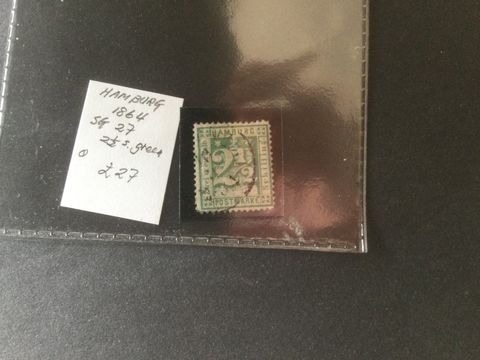 HAMBURG
1864
SG 27
2½ s. green
£27
HAMBURG
2½
POSTMARKE